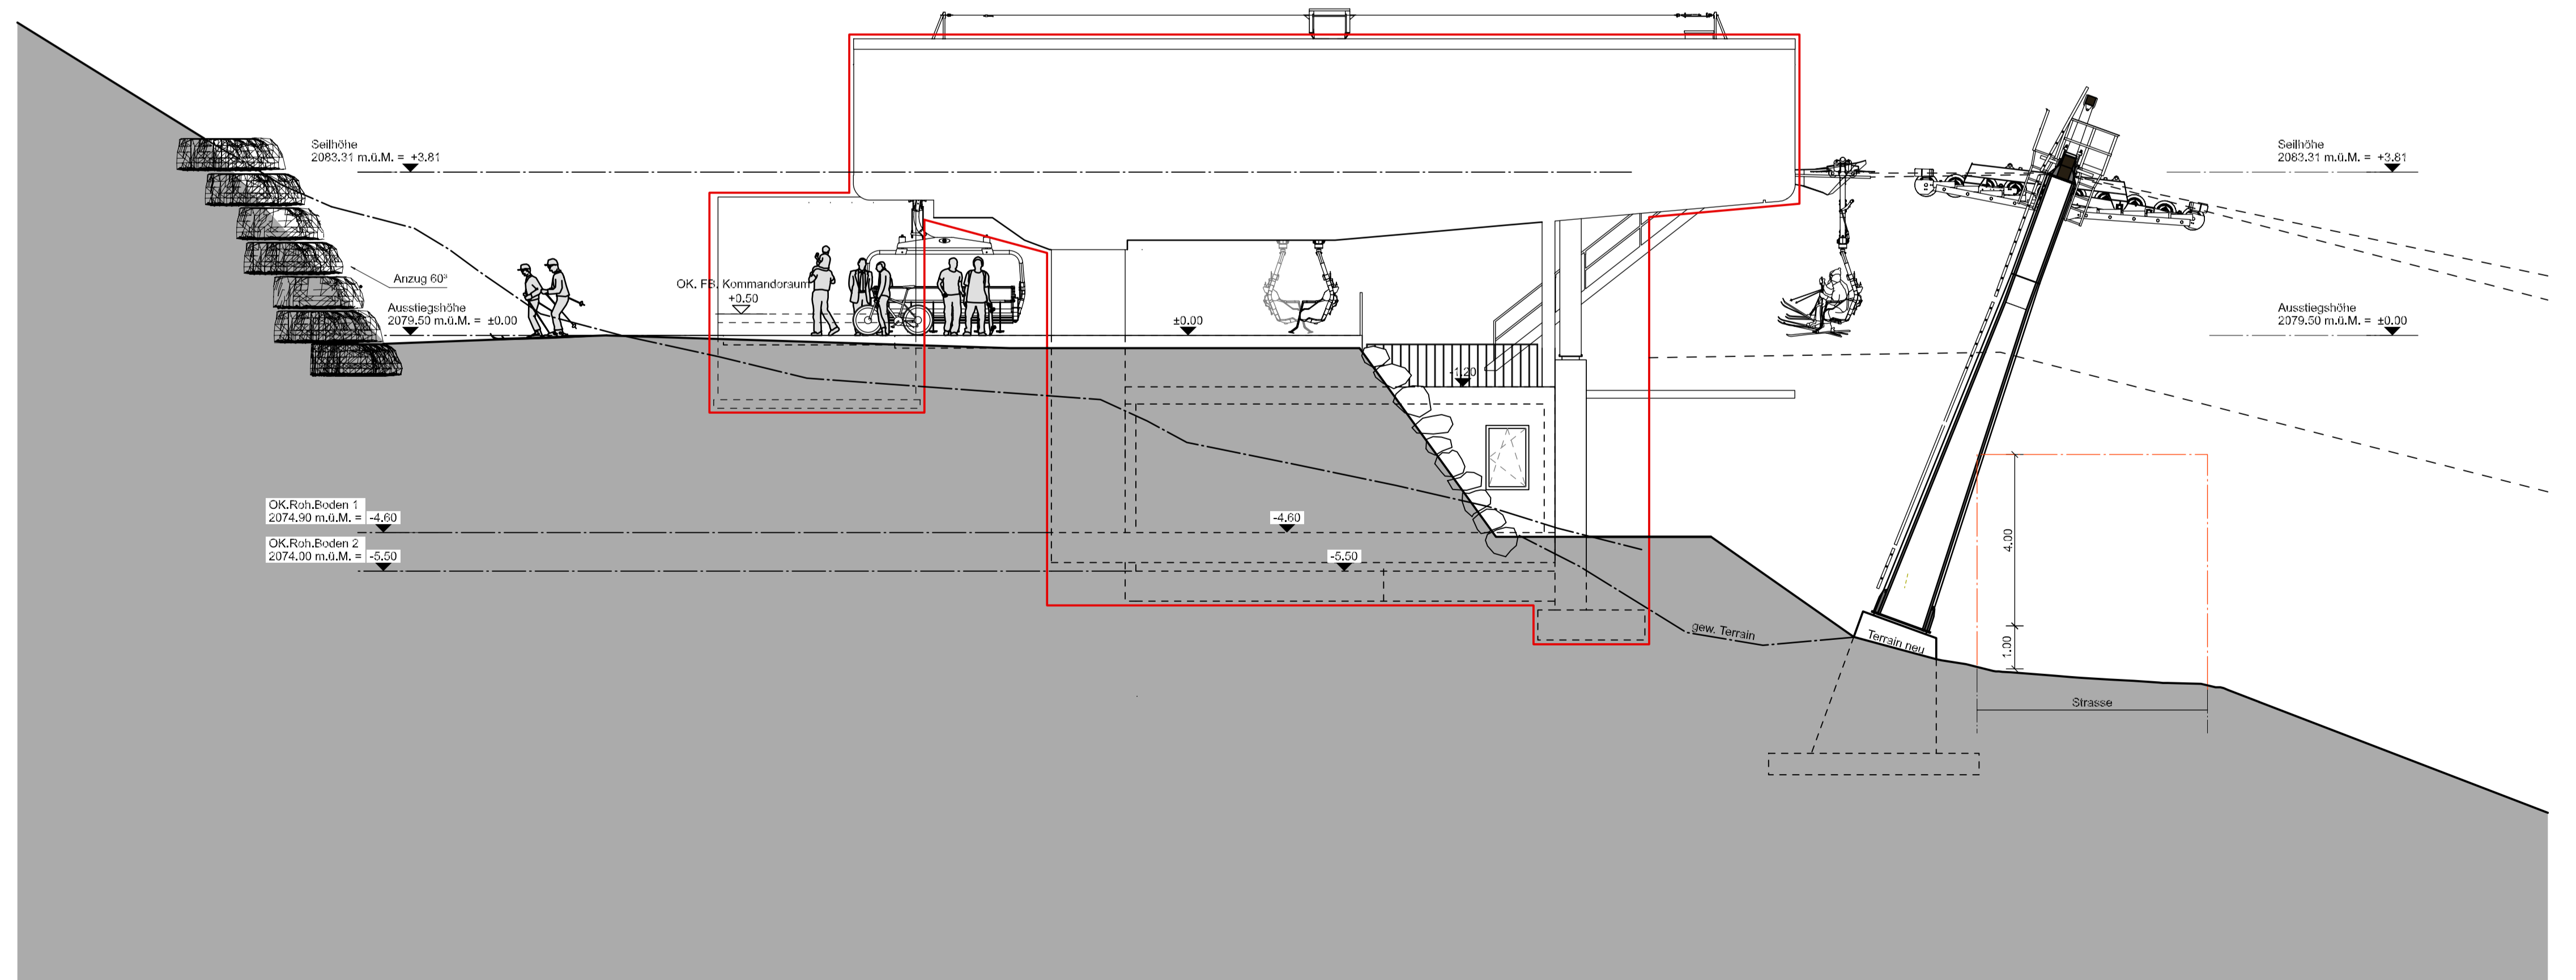 Seilhöhe
2083.31 m.ü.M. = +3.81
Seilhöhe
2083.31 m.ü.M. = +3.81
Anzug 60°
OK. FB. Kommandoraum
+0.50
Ausstiegshöhe
2079.50 m.ü.M. = ±0.00
±0.00
Ausstiegshöhe
2079.50 m.ü.M. = ±0.00
-1.20
OK.Roh.Boden 1
2074.90 m.ü.M. = -4.60
-4.60
OK.Roh.Boden 2
2074.00 m.ü.M. = -5.50
-5.50
4.00
gew. Terrain
Terrain neu
1.00
Strasse